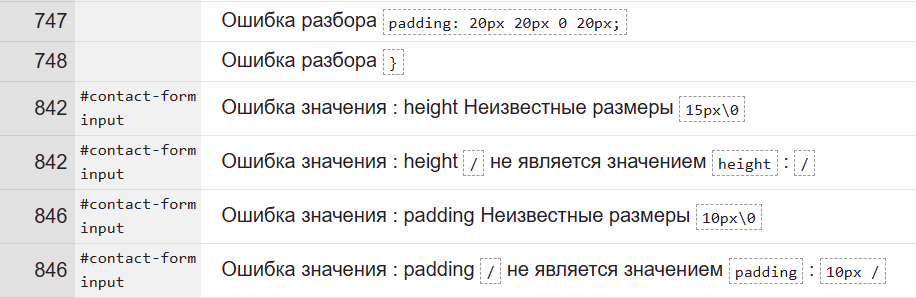 747 Ошибка разбора padding: 20px 20px 0 20px;
748 Ошибка разбора }
842 #contact-form input Ошибка значения : height Неизвестные размеры 15px\0
842 #contact-form input Ошибка значения : height / не является значением height : /
846 #contact-form input Ошибка значения : padding Неизвестные размеры 10px\0
846 #contact-form input Ошибка значения : padding / не является значением padding : 10px /